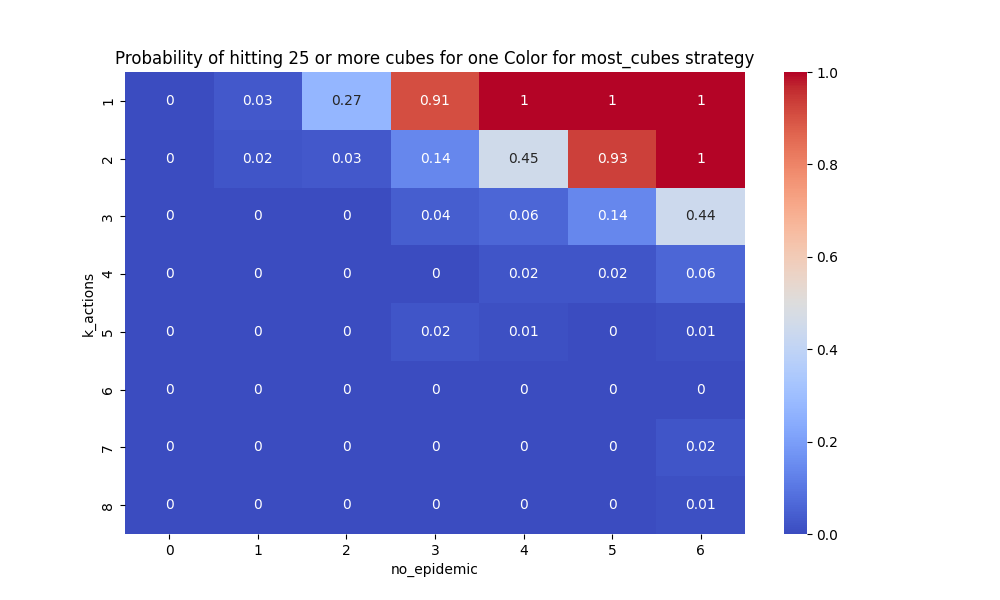 Probability of hitting 25 or more cubes for one Color for most_cubes strategy
1 0 0.03 0.27 0.91 1 1 1
2 0 0.02 0.03 0.14 0.45 0.93 1
3 0 0 0 0.04 0.06 0.14 0.44
4 0 0 0 0 0.02 0.02 0.06
5 0 0 0 0.02 0.01 0 0.01
6 0 0 0 0 0 0 0
7 0 0 0 0 0 0 0.02
8 0 0 0 0 0 0 0.01
0 1 2 3 4 5 6
no_epidemic
k_actions
1.0
0.8
0.6
0.4
0.2
0.0